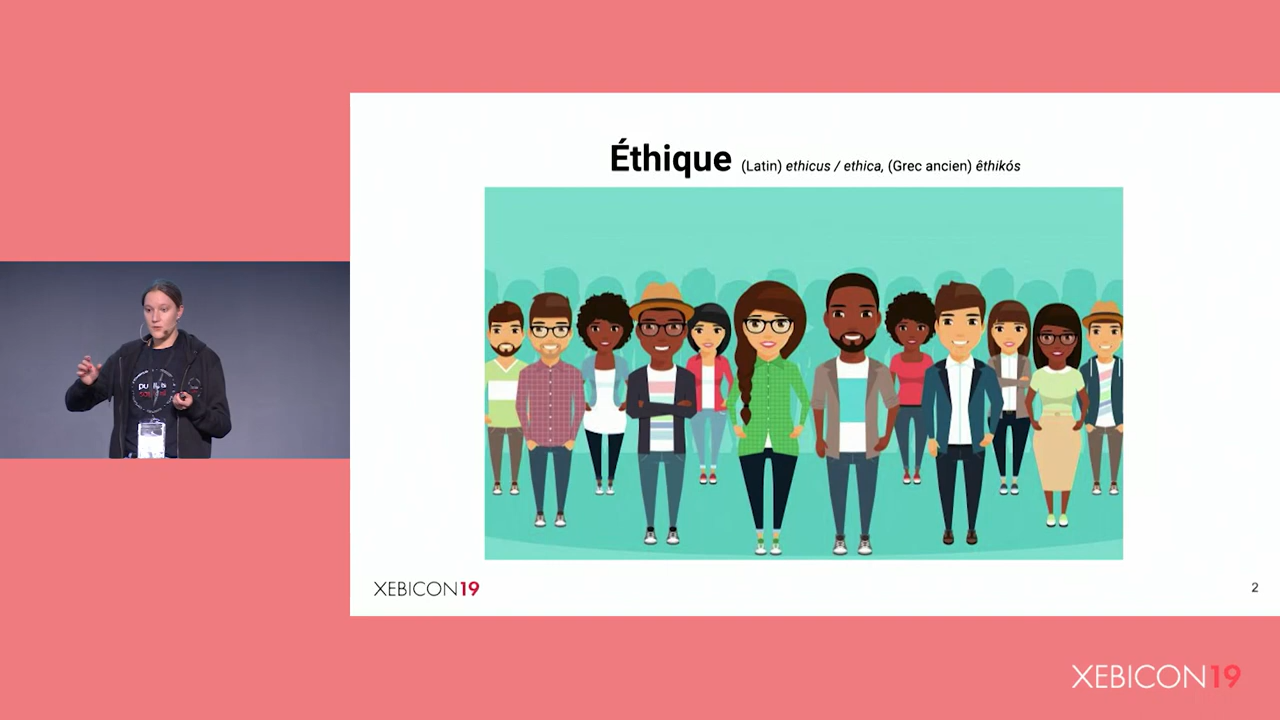 Éthique (Latin) ethicus / ethica, (Grec ancien) êthikós
XEBICON19
2
XEBICON19